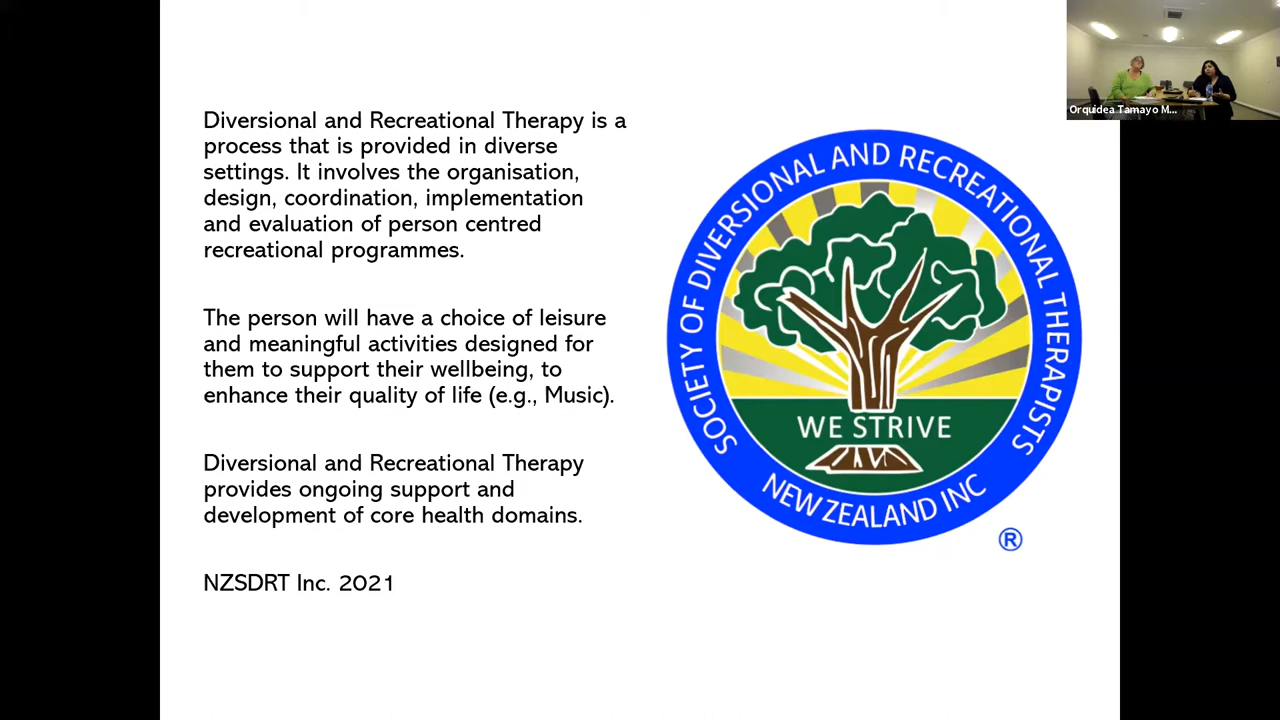 Orquidea Tamayo M...
Diversional and Recreational Therapy is a
process that is provided in diverse
settings. It involves the organisation,
design, coordination, implementation
and evaluation of person centred
recreational programmes.
The person will have a choice of leisure
and meaningful activities designed for
them to support their wellbeing, to
enhance their quality of life (e.g., Music).
Diversional and Recreational Therapy
provides ongoing support and
development of core health domains.
NZSDRT Inc. 2021
SOCIETY OF DIVERSIONAL AND RECREATIONAL THERAPISTS
WE STRIVE
NEW ZEALAND INC
®